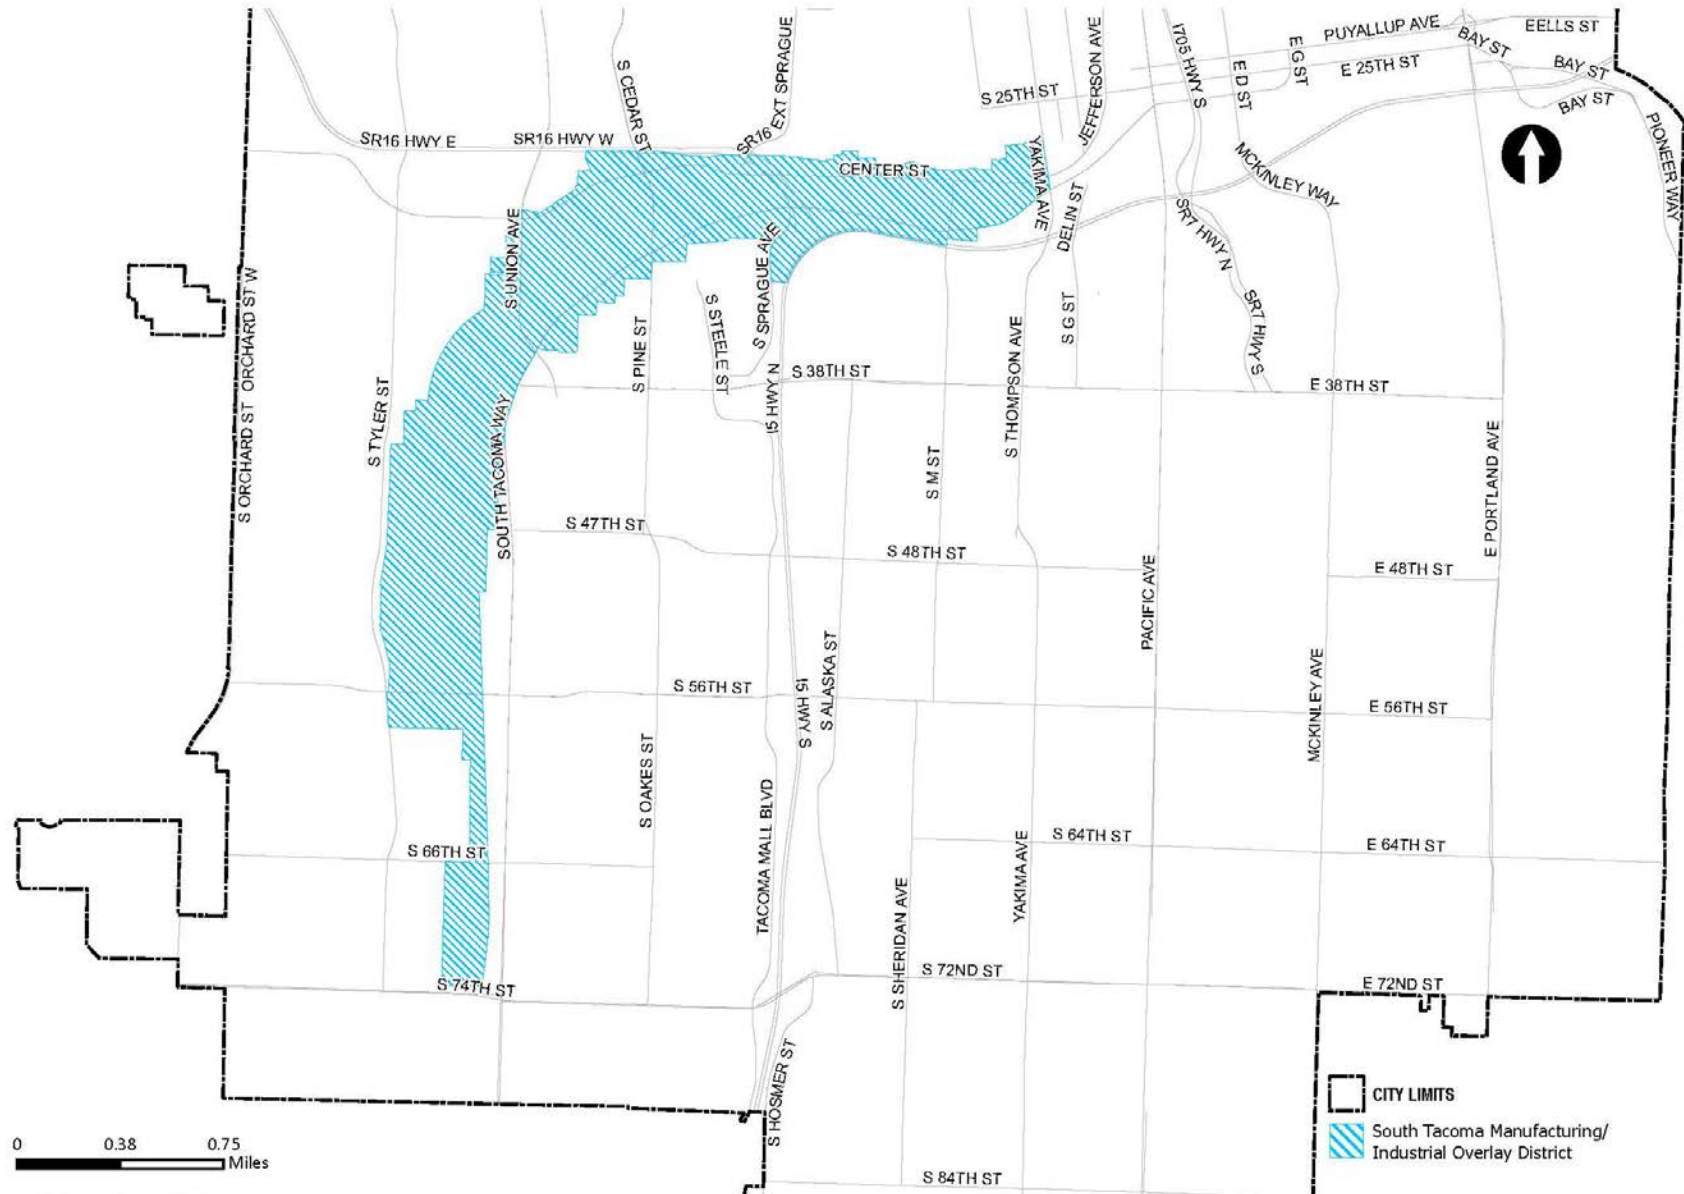 PUYALLUP AVE
EELLS ST
BAY ST
E 25TH ST
BAY ST
BAY ST
PIONEER WAY
E G ST
E D ST
I705 HWY S
JEFFERSON AVE
S 25TH ST
EXT SPRAGUE
SR16
S CEDAR ST
SR16 HWY E
SR16 HWY W
CENTER ST
YAKIMA AVE
DELIN ST
MCKINLEY WAY
SR7 HWY N
SR7 HWY S
S UNION AVE
S SPRAGUE AVE
S STEELE ST
S PINE ST
ORCHARD ST W
S ORCHARD ST
S TYLER ST
SOUTH TACOMA WAY
I5 HWY N
S 38TH ST
S G ST
S THOMPSON AVE
E 38TH ST
S M ST
E PORTLAND AVE
S 47TH ST
S 48TH ST
E 48TH ST
PACIFIC AVE
S ALASKA ST
I5 HWY S
S 56TH ST
E 56TH ST
MCKINLEY AVE
S OAKES ST
TACOMA MALL BLVD
S 66TH ST
S 64TH ST
E 64TH ST
YAKIMA AVE
S SHERIDAN AVE
S 74TH ST
S 72ND ST
E 72ND ST
S HOSMER ST
S 84TH ST
CITY LIMITS
South Tacoma Manufacturing/
Industrial Overlay District
0 0.38 0.75
Miles